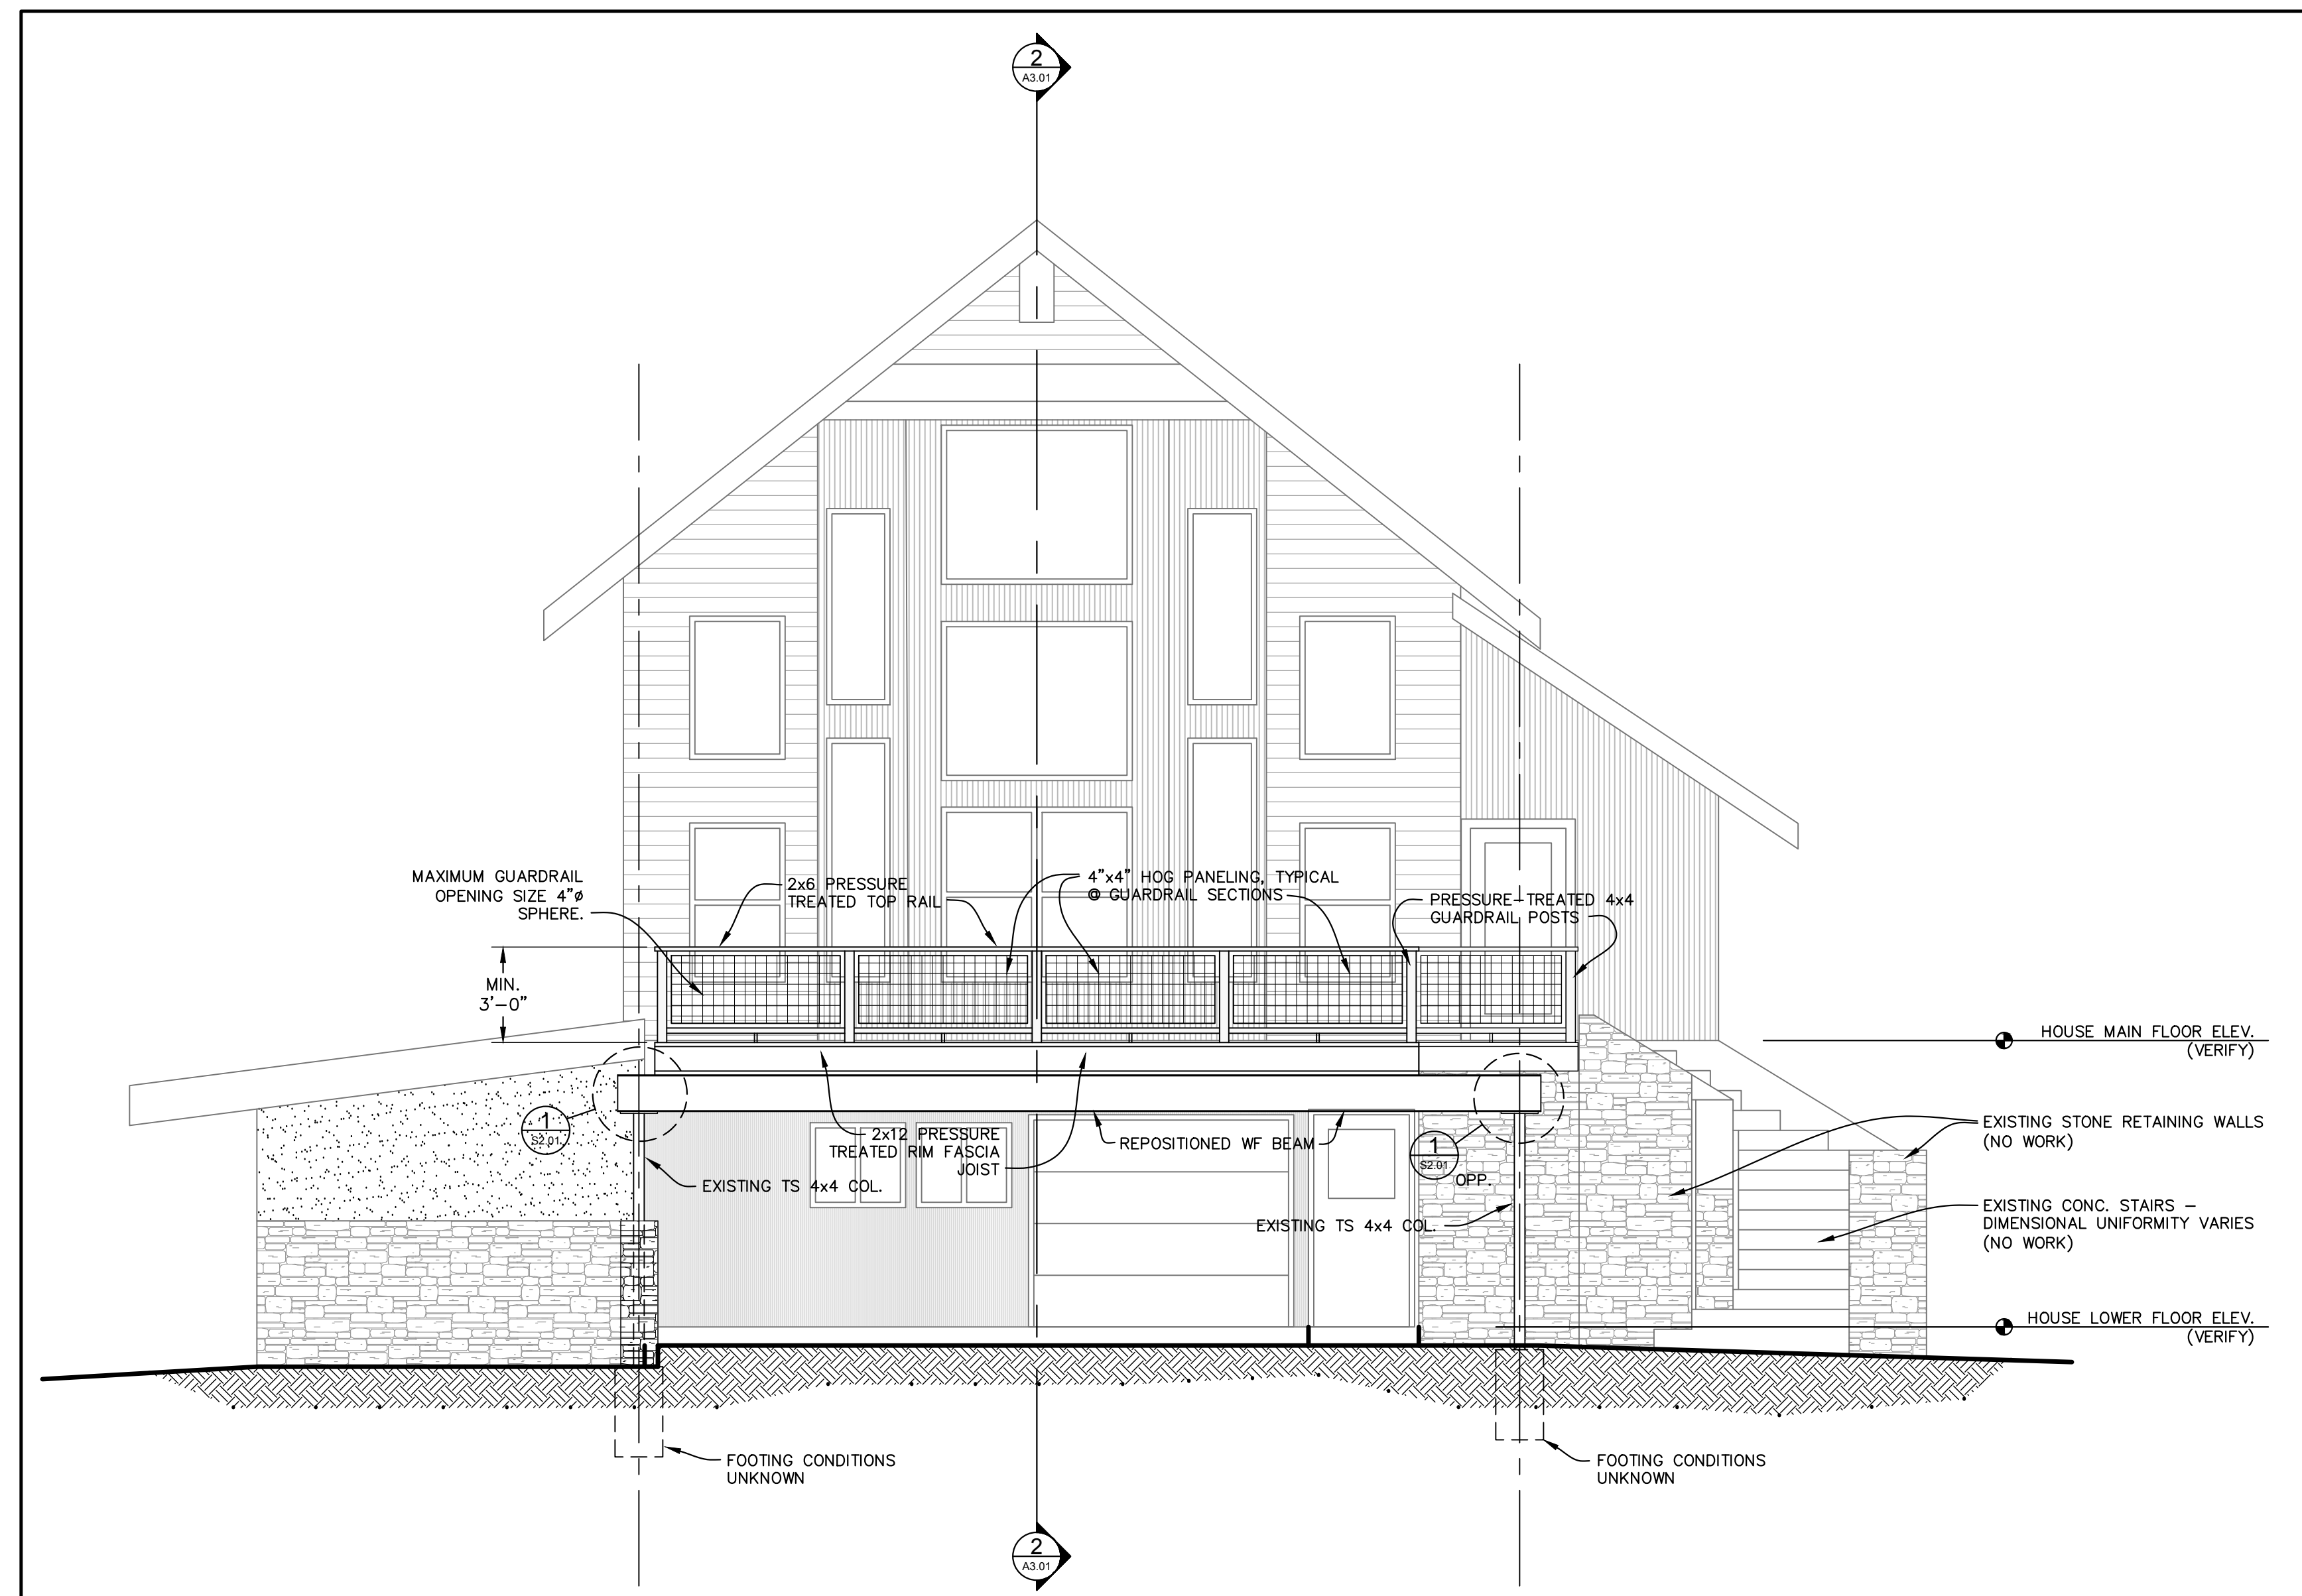 2
A3.01
MAXIMUM GUARDRAIL
OPENING SIZE 4"ø
SPHERE.
2x6 PRESSURE
TREATED TOP RAIL
4"x4" HOG PANELING, TYPICAL
@ GUARDRAIL SECTIONS
PRESSURE-TREATED 4x4
GUARDRAIL POSTS
MIN.
3'-0"
HOUSE MAIN FLOOR ELEV.
(VERIFY)
1
S2.01
2x12 PRESSURE
TREATED RIM FASCIA
JOIST
REPOSITIONED WF BEAM
1
S2.01
OPP.
EXISTING STONE RETAINING WALLS
(NO WORK)
EXISTING TS 4x4 COL.
EXISTING TS 4x4 COL.
EXISTING CONC. STAIRS –
DIMENSIONAL UNIFORMITY VARIES
(NO WORK)
HOUSE LOWER FLOOR ELEV.
(VERIFY)
FOOTING CONDITIONS
UNKNOWN
FOOTING CONDITIONS
UNKNOWN
2
A3.01